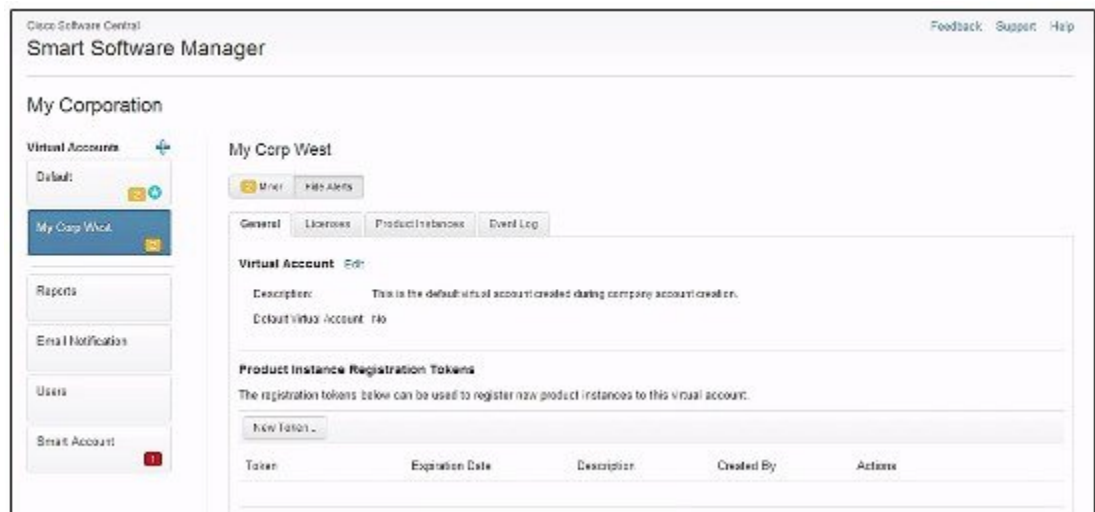 Cisco Software Central
Feedback Support Help
Smart Software Manager
My Corporation
Virtual Accounts
Default
2
My Corp West
2
Reports
Email Notification
Users
Smart Account
1
My Corp West
2 Minor Hide Alerts
General Licenses Product Instances Event Log
Virtual Account Edit
Description: This is the default virtual account created during company account creation.
Default Virtual Account: No
Product Instance Registration Tokens
The registration tokens below can be used to register new product instances to this virtual account.
New Token...
Token Expiration Date Description Created By Actions